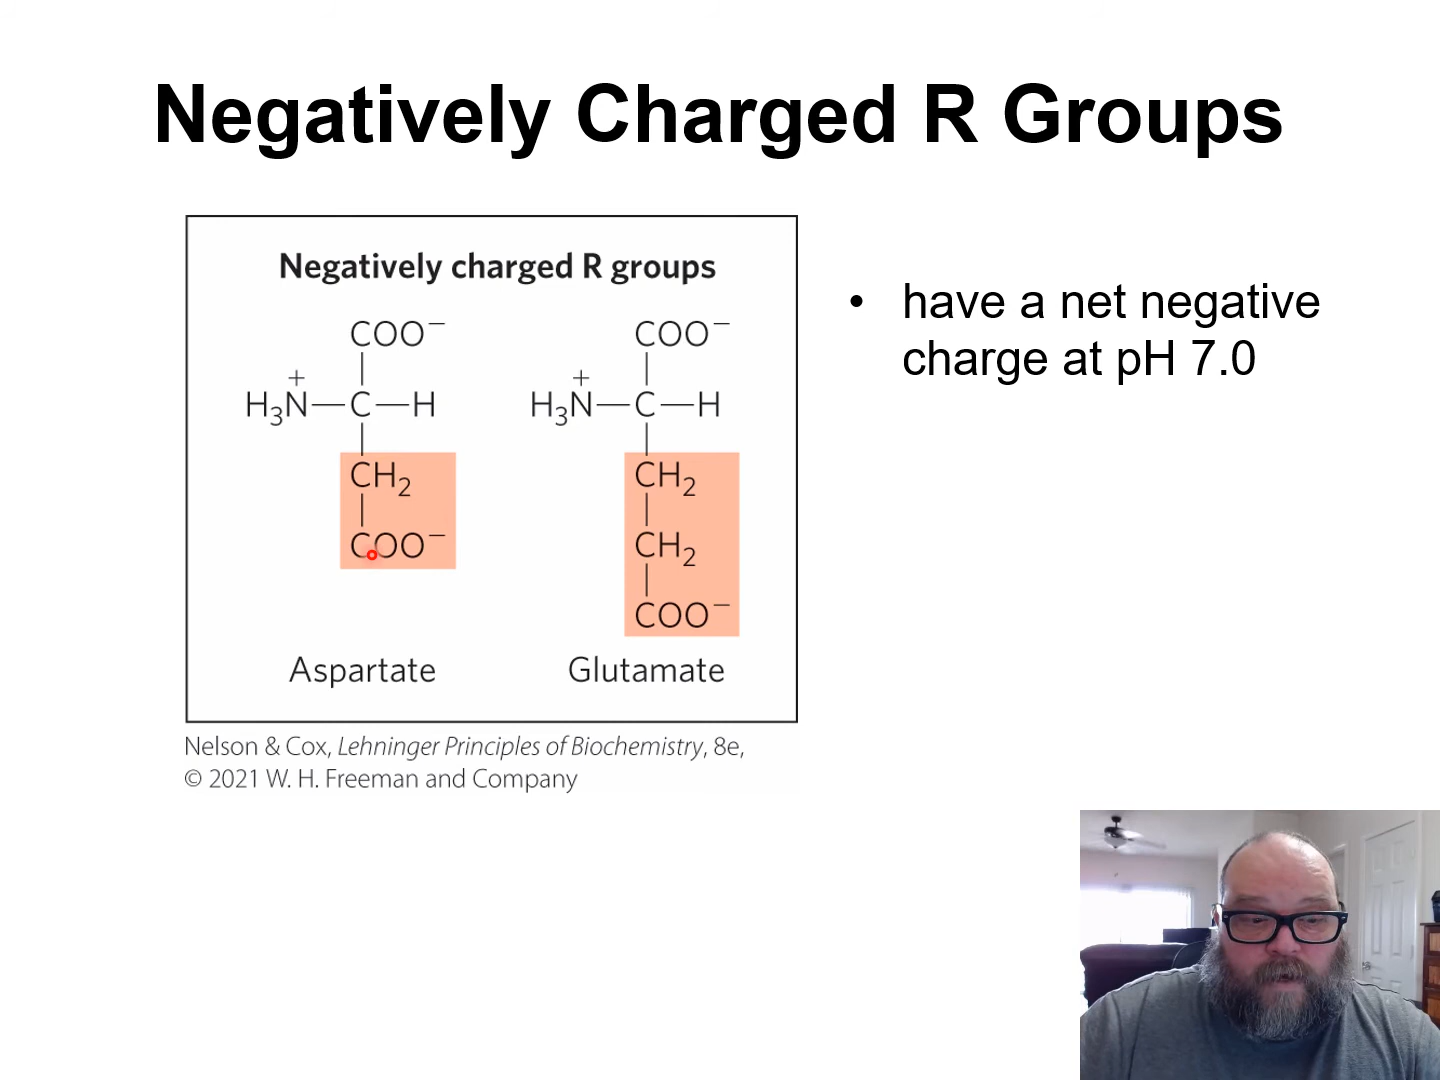 Negatively Charged R Groups
Negatively charged R groups
COO⁻ COO⁻
+ +
H₃N—C—H H₃N—C—H
CH₂ CH₂
COO⁻ CH₂
COO⁻
Aspartate Glutamate
Nelson & Cox, Lehninger Principles of Biochemistry, 8e,
© 2021 W. H. Freeman and Company
• have a net negative
charge at pH 7.0